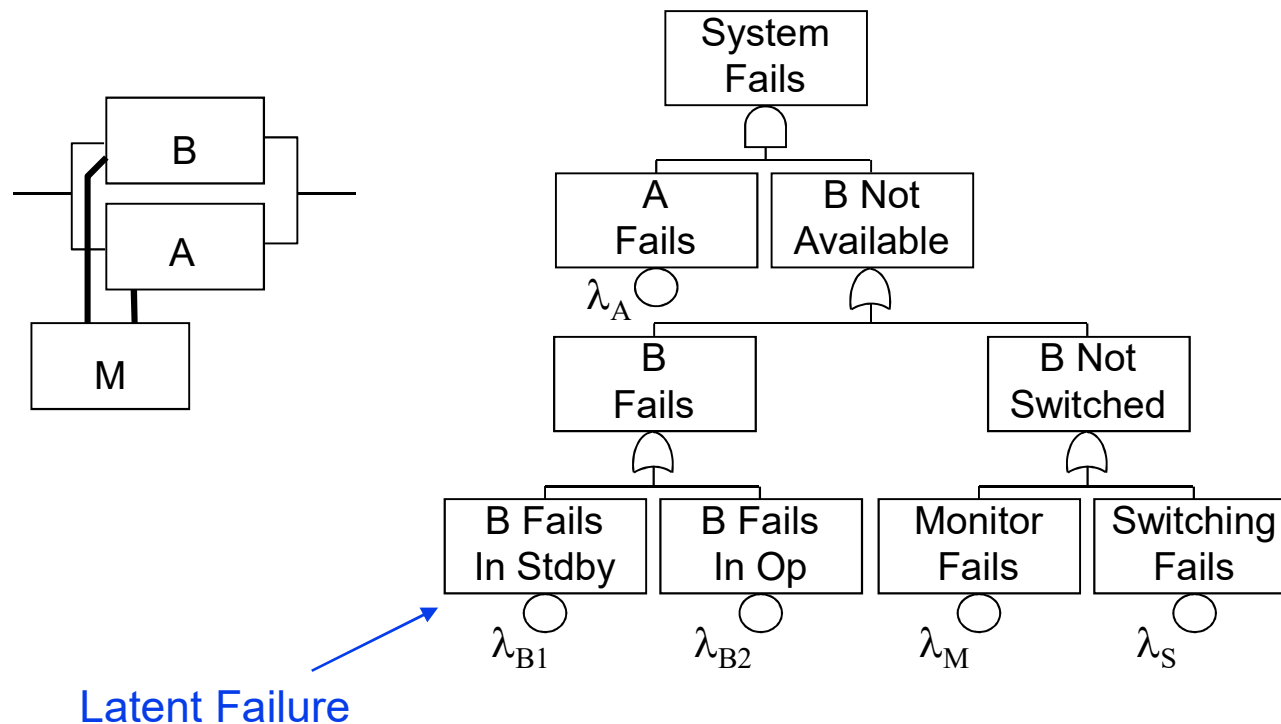 B
A
M
System
Fails
A
Fails
B Not
Available
λA
B
Fails
B Not
Switched
B Fails
In Stdby
B Fails
In Op
Monitor
Fails
Switching
Fails
λB1
λB2
λM
λS
Latent Failure